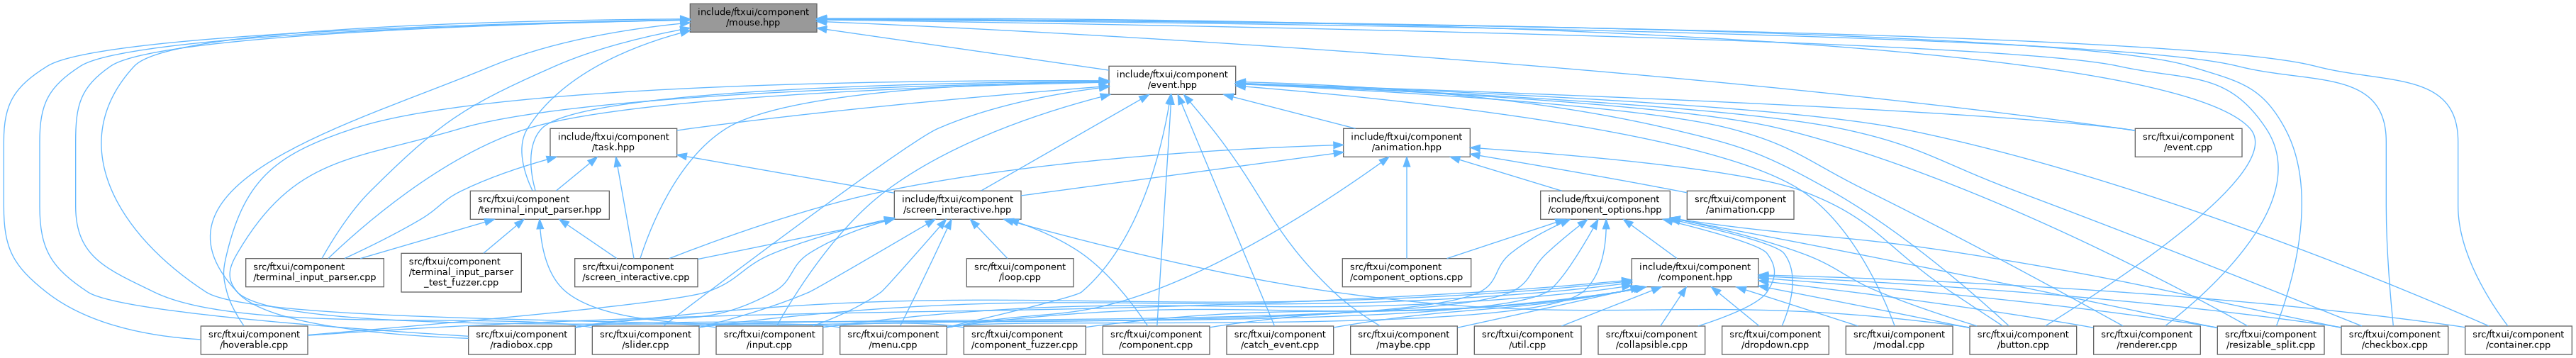 include/ftxui/component
/mouse.hpp
include/ftxui/component
/event.hpp
include/ftxui/component
/task.hpp
include/ftxui/component
/animation.hpp
src/ftxui/component
/event.cpp
src/ftxui/component
/terminal_input_parser.hpp
include/ftxui/component
/screen_interactive.hpp
include/ftxui/component
/component_options.hpp
src/ftxui/component
/animation.cpp
src/ftxui/component
/terminal_input_parser.cpp
src/ftxui/component
/terminal_input_parser
_test_fuzzer.cpp
src/ftxui/component
/screen_interactive.cpp
src/ftxui/component
/loop.cpp
src/ftxui/component
/component_options.cpp
include/ftxui/component
/component.hpp
src/ftxui/component
/hoverable.cpp
src/ftxui/component
/radiobox.cpp
src/ftxui/component
/slider.cpp
src/ftxui/component
/input.cpp
src/ftxui/component
/menu.cpp
src/ftxui/component
/component_fuzzer.cpp
src/ftxui/component
/component.cpp
src/ftxui/component
/catch_event.cpp
src/ftxui/component
/maybe.cpp
src/ftxui/component
/util.cpp
src/ftxui/component
/collapsible.cpp
src/ftxui/component
/dropdown.cpp
src/ftxui/component
/modal.cpp
src/ftxui/component
/button.cpp
src/ftxui/component
/renderer.cpp
src/ftxui/component
/resizable_split.cpp
src/ftxui/component
/checkbox.cpp
src/ftxui/component
/container.cpp